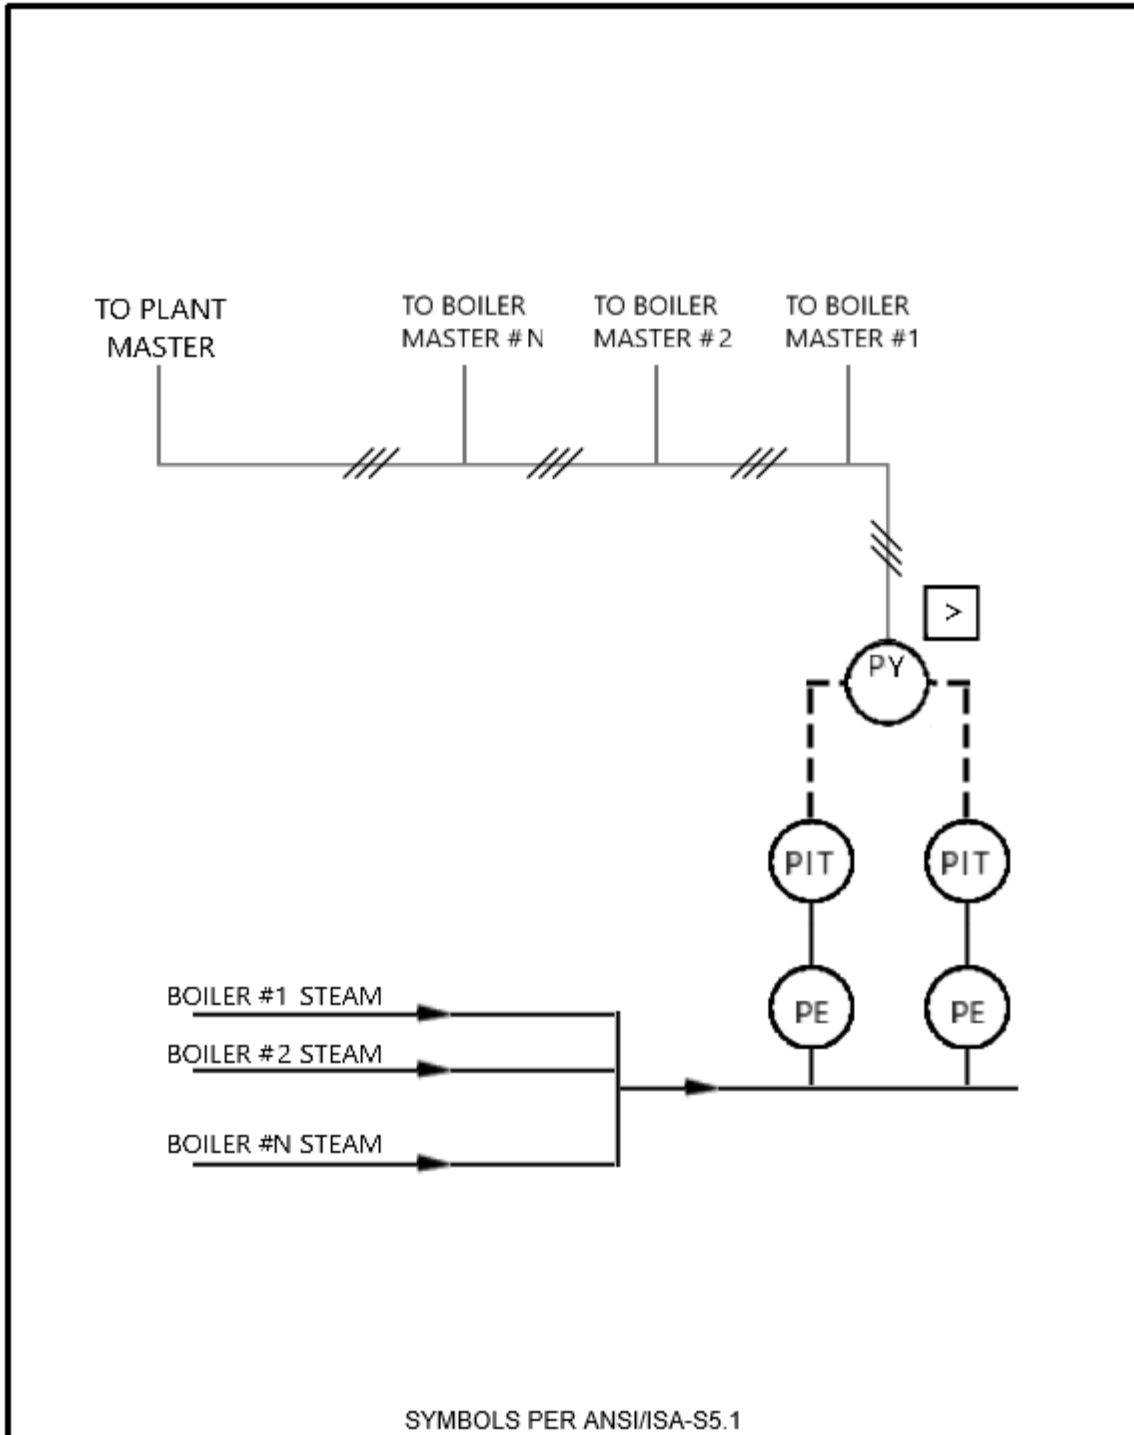 TO PLANT
MASTER
TO BOILER
MASTER #N
TO BOILER
MASTER #2
TO BOILER
MASTER #1
>
PY
PIT
PIT
PE
PE
BOILER #1 STEAM
BOILER #2 STEAM
BOILER #N STEAM
SYMBOLS PER ANSI/ISA-S5.1